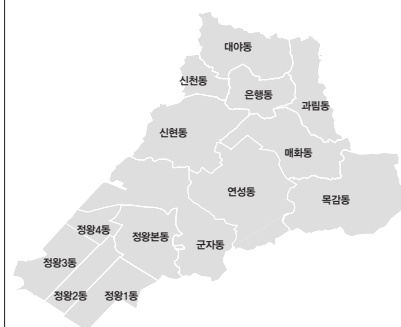 대야동
신천동
은행동
과림동
신현동
매화동
연성동
목감동
정왕4동
정왕본동
군자동
정왕3동
정왕2동
정왕1동